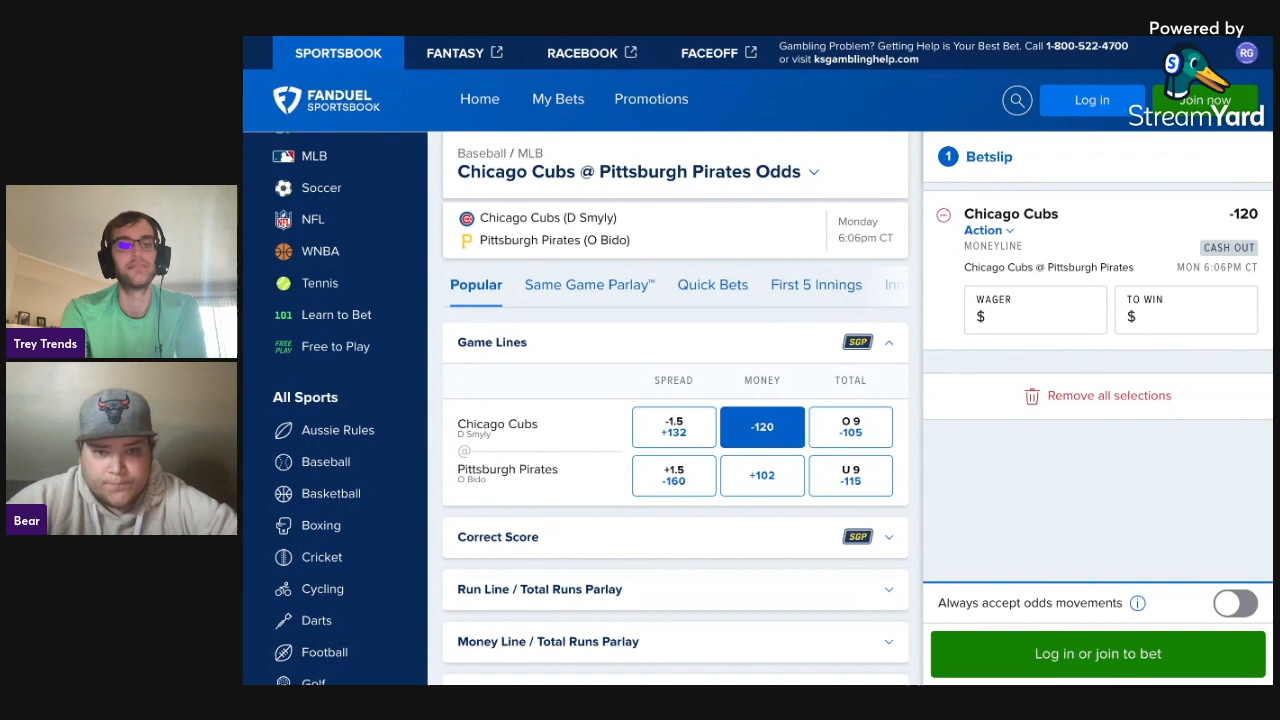 Powered by
StreamYard
SPORTSBOOK
FANTASY
RACEBOOK
FACEOFF
Gambling Problem? Getting Help is Your Best Bet. Call 1-800-522-4700
or visit ksgamblinghelp.com
RG
FANDUEL
SPORTSBOOK
Home
My Bets
Promotions
Log in
Join now
MLB
Soccer
NFL
WNBA
Tennis
101 Learn to Bet
FREE PLAY Free to Play
All Sports
Aussie Rules
Baseball
Basketball
Boxing
Cricket
Cycling
Darts
Football
Golf
Baseball / MLB
Chicago Cubs @ Pittsburgh Pirates Odds
Chicago Cubs (D Smyly)
Pittsburgh Pirates (O Bido)
Monday
6:06pm CT
Popular
Same Game Parlay™
Quick Bets
First 5 Innings
Inn
Game Lines
SGP
SPREAD
MONEY
TOTAL
Chicago Cubs
D Smyly
-1.5
+132
-120
O 9
-105
@
Pittsburgh Pirates
O Bido
+1.5
-160
+102
U 9
-115
Correct Score
SGP
Run Line / Total Runs Parlay
Money Line / Total Runs Parlay
1 Betslip
Chicago Cubs -120
Action
MONEYLINE
CASH OUT
Chicago Cubs @ Pittsburgh Pirates
MON 6:06PM CT
WAGER
$
TO WIN
$
Remove all selections
Always accept odds movements
Log in or join to bet
Trey Trends
Bear